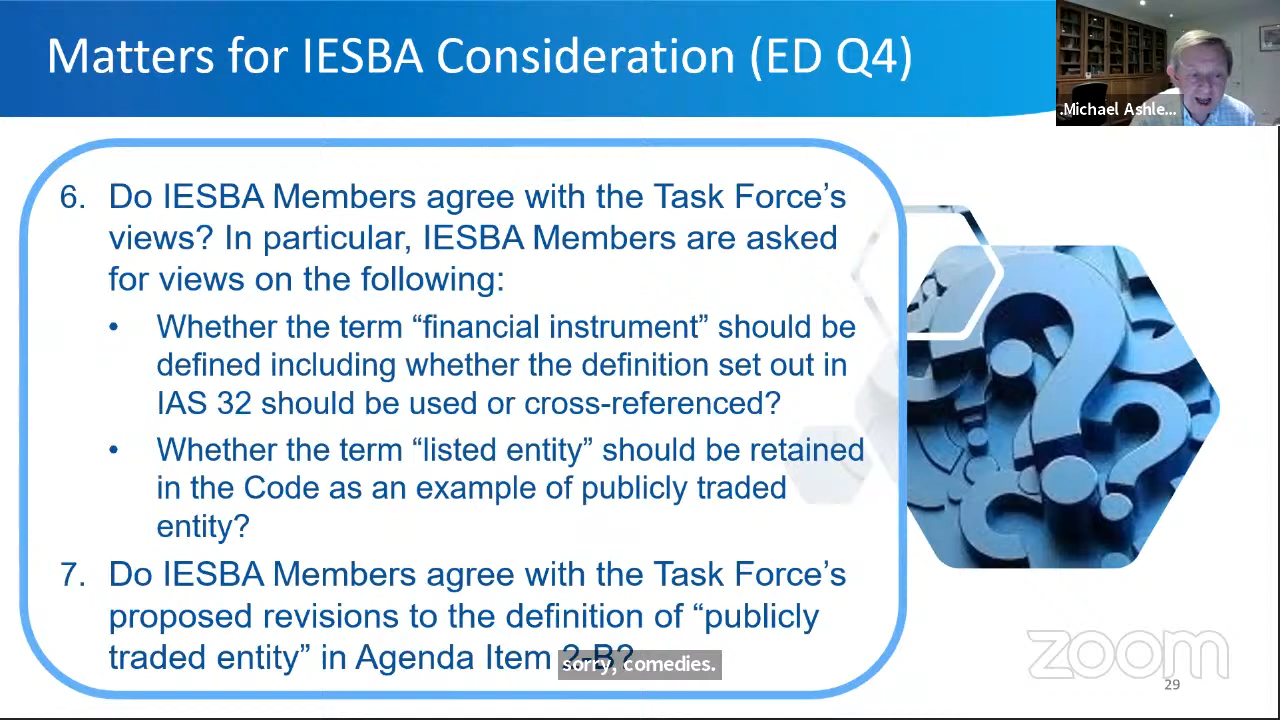 Matters for IESBA Consideration (ED Q4)
.Michael Ashle...
6. Do IESBA Members agree with the Task Force's
views? In particular, IESBA Members are asked
for views on the following:
• Whether the term “financial instrument” should be
defined including whether the definition set out in
IAS 32 should be used or cross-referenced?
• Whether the term “listed entity” should be retained
in the Code as an example of publicly traded
entity?
7. Do IESBA Members agree with the Task Force’s
proposed revisions to the definition of “publicly
traded entity” in Agenda Item 2-B?
sorry, comedies.
zoom
29